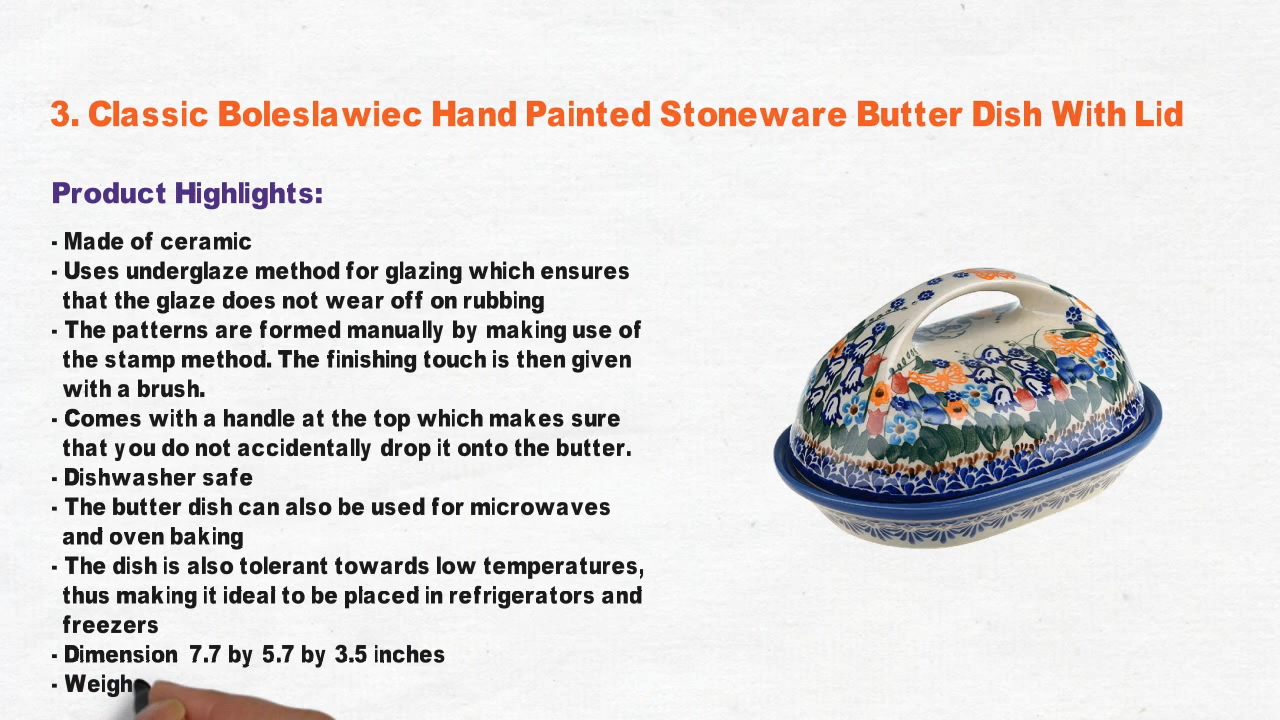 3. Classic Boleslawiec Hand Painted Stoneware Butter Dish With Lid
Product Highlights:
- Made of ceramic
- Uses underglaze method for glazing which ensures
that the glaze does not wear off on rubbing
- The patterns are formed manually by making use of
the stamp method. The finishing touch is then given
with a brush.
- Comes with a handle at the top which makes sure
that you do not accidentally drop it onto the butter.
- Dishwasher safe
- The butter dish can also be used for microwaves
and oven baking
- The dish is also tolerant towards low temperatures,
thus making it ideal to be placed in refrigerators and
freezers
- Dimension 7.7 by 5.7 by 3.5 inches
- Weigh